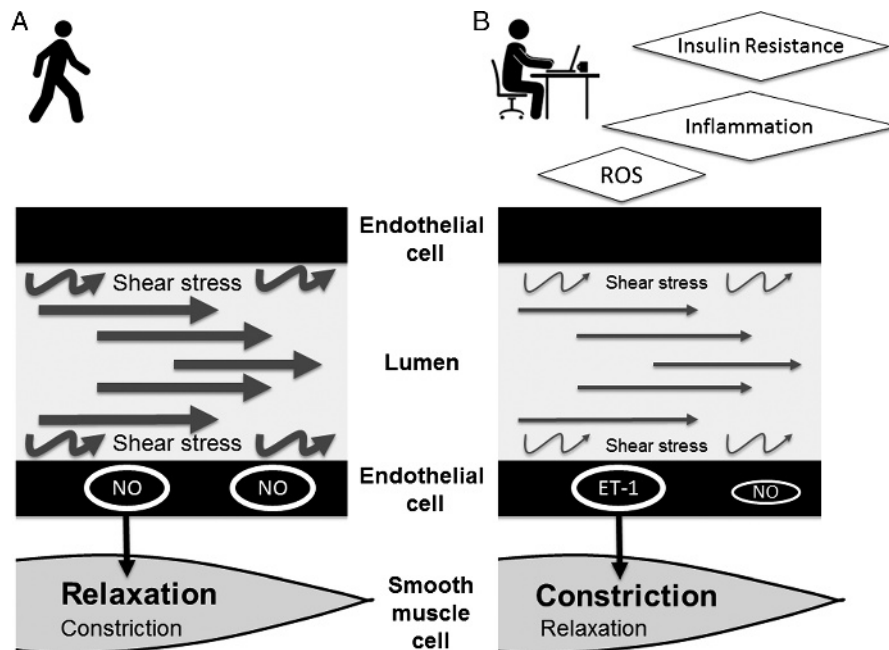 A
B
Insulin Resistance
Inflammation
ROS
Endothelial
cell
Shear stress
Shear stress
Lumen
Shear stress
Shear stress
Endothelial
cell
NO
NO
ET-1
NO
Relaxation
Constriction
Smooth
muscle
cell
Constriction
Relaxation